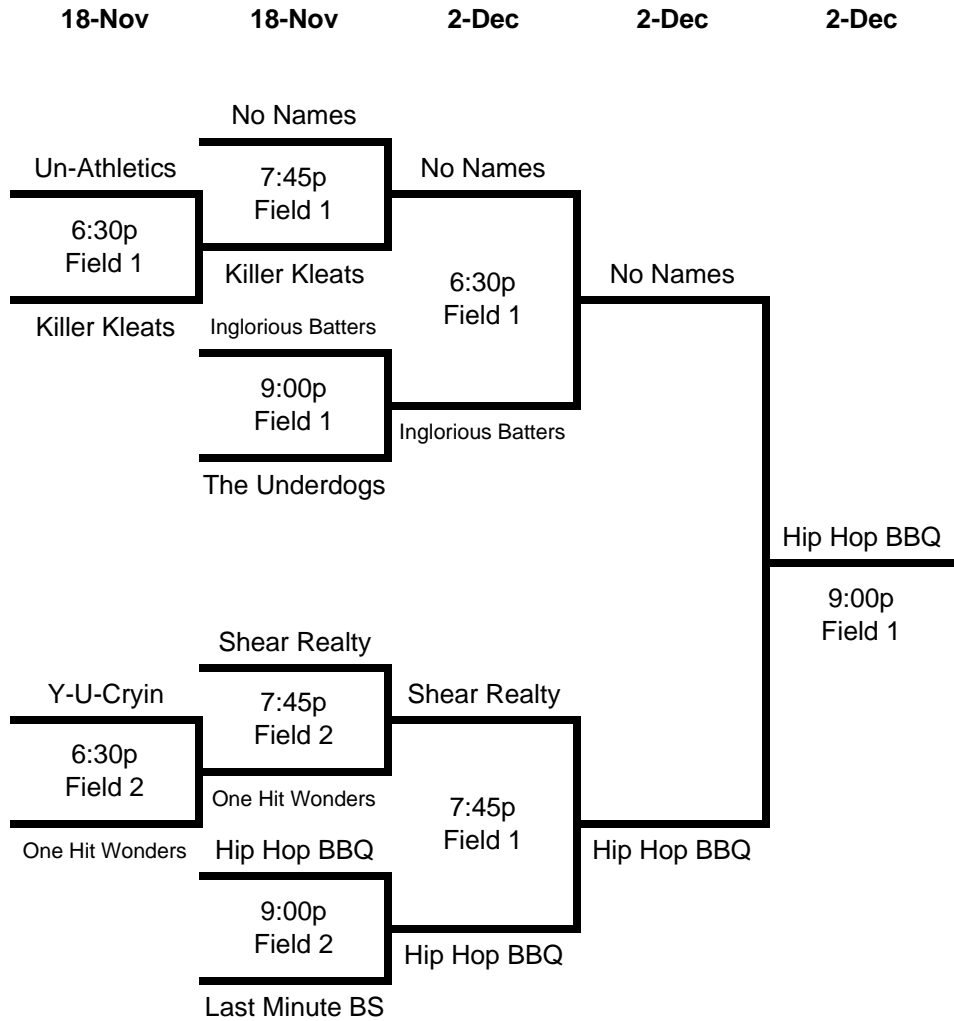 18-Nov 18-Nov 2-Dec 2-Dec 2-Dec
No Names
Un-Athletics
7:45p
Field 1
No Names
6:30p
Field 1
Killer Kleats
6:30p
Field 1
No Names
Killer Kleats
Inglorious Batters
9:00p
Field 1
Inglorious Batters
The Underdogs
Hip Hop BBQ
9:00p
Field 1
Shear Realty
Y-U-Cryin
7:45p
Field 2
Shear Realty
6:30p
Field 2
One Hit Wonders
7:45p
Field 1
One Hit Wonders
Hip Hop BBQ
Hip Hop BBQ
9:00p
Field 2
Hip Hop BBQ
Last Minute BS